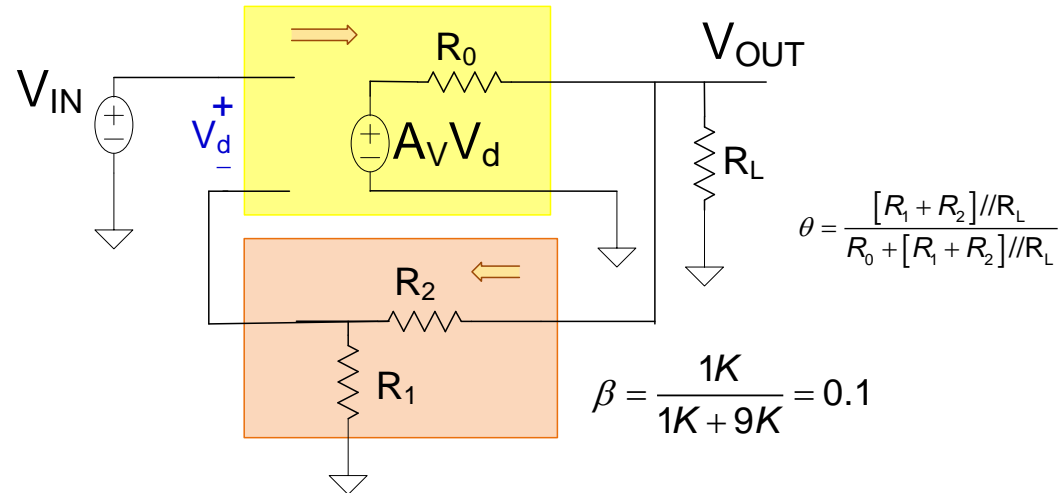 V_IN
+
V_d
−
+
−
A_V V_d
R_0
V_OUT
+
−
R_L
θ = [R_1 + R_2]//R_L / R_0 + [R_1 + R_2]//R_L
R_2
R_1
β = 1K / 1K + 9K = 0.1